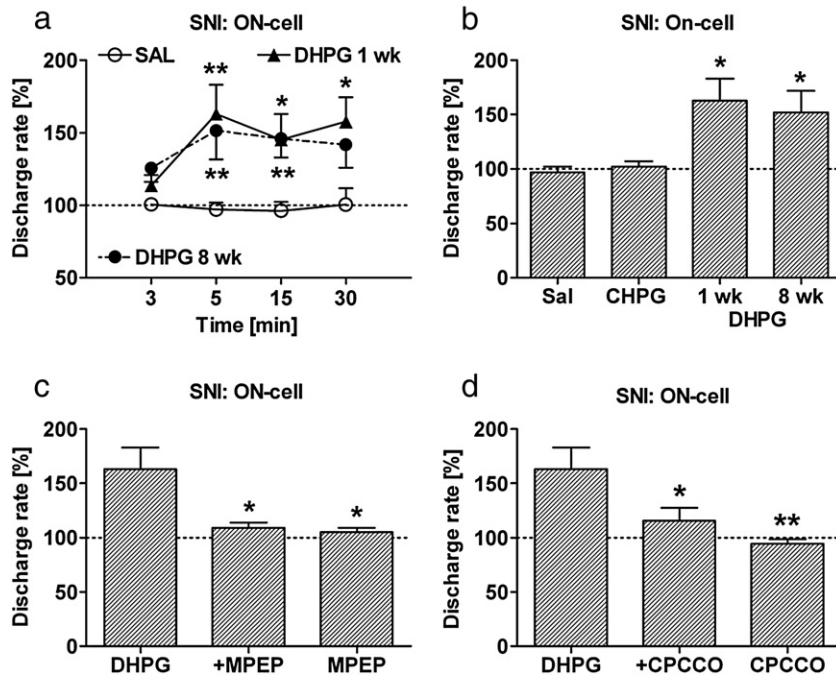 a
SNI: ON-cell
Discharge rate [%]
200
150
100
50
SAL
DHPG 1 wk
**
*
*
**
**
DHPG 8 wk
3 5 15 30
Time [min]
b
SNI: On-cell
Discharge rate [%]
200
150
100
50
0
*
*
Sal CHPG 1 wk 8 wk
DHPG
c
SNI: ON-cell
Discharge rate [%]
200
150
100
50
0
*
*
DHPG +MPEP MPEP
d
SNI: ON-cell
Discharge rate [%]
200
150
100
50
0
*
**
DHPG +CPCCO CPCCO